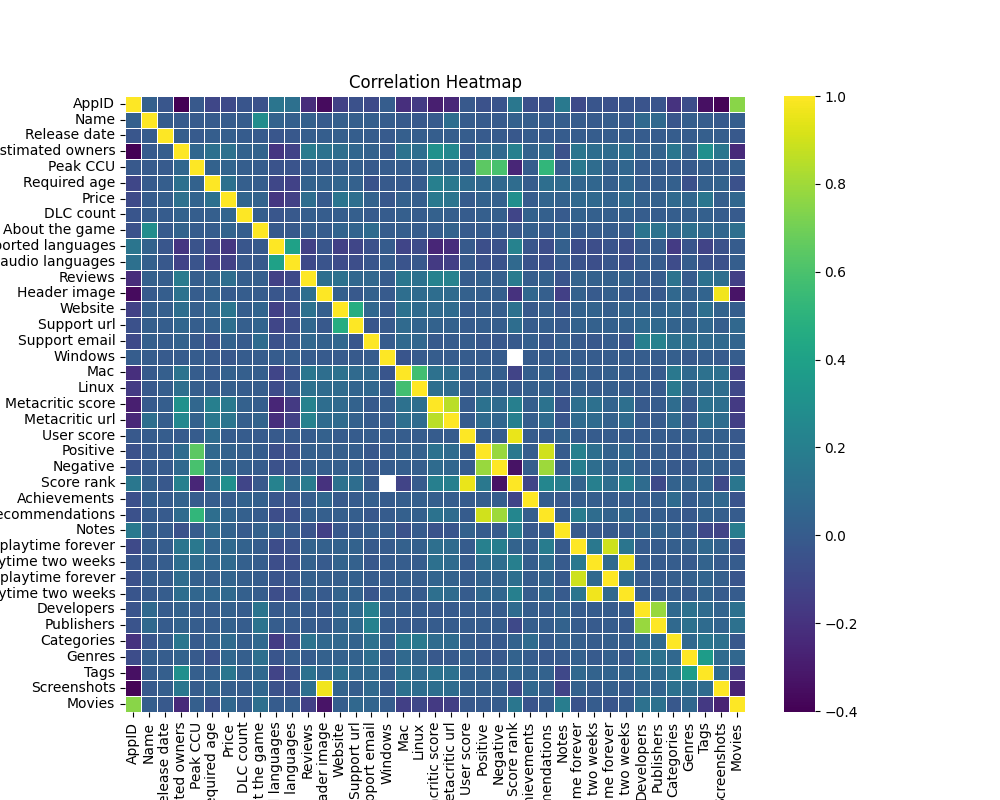 Correlation Heatmap
AppID
Name
Release date
stimated owners
Peak CCU
Required age
Price
DLC count
About the game
ported languages
audio languages
Reviews
Header image
Website
Support url
Support email
Windows
Mac
Linux
Metacritic score
Metacritic url
User score
Positive
Negative
Score rank
Achievements
ecommendations
Notes
playtime forever
ytime two weeks
playtime forever
ytime two weeks
Developers
Publishers
Categories
Genres
Tags
Screenshots
Movies
AppID
Name
elease date
ted owners
Peak CCU
equired age
Price
DLC count
t the game
languages
languages
Reviews
ader image
Website
Support url
pport email
Windows
Mac
Linux
critic score
etacritic url
User score
Positive
Negative
Score rank
hievements
mendations
Notes
me forever
two weeks
me forever
two weeks
Developers
Publishers
Categories
Genres
Tags
creenshots
Movies
1.0
0.8
0.6
0.4
0.2
0.0
−0.2
−0.4